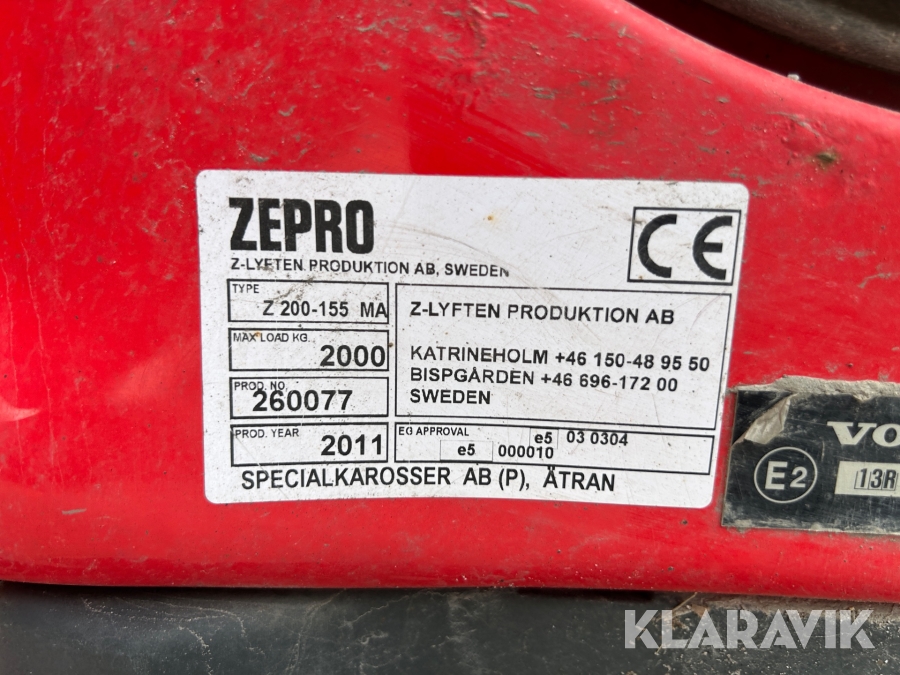 ZEPRO
Z-LYFTEN PRODUKTION AB, SWEDEN
CE
TYPE
Z 200-155 MA
MAX LOAD KG.
2000
PROD. NO.
260077
PROD. YEAR
2011
Z-LYFTEN PRODUKTION AB
KATRINEHOLM +46 150-48 95 50
BISPGÅRDEN +46 696-172 00
SWEDEN
EG APPROVAL
e5 03 0304
e5 000010
SPECIALKAROSSER AB (P), ÄTRAN
VO
E2
13R
KLARAVIK